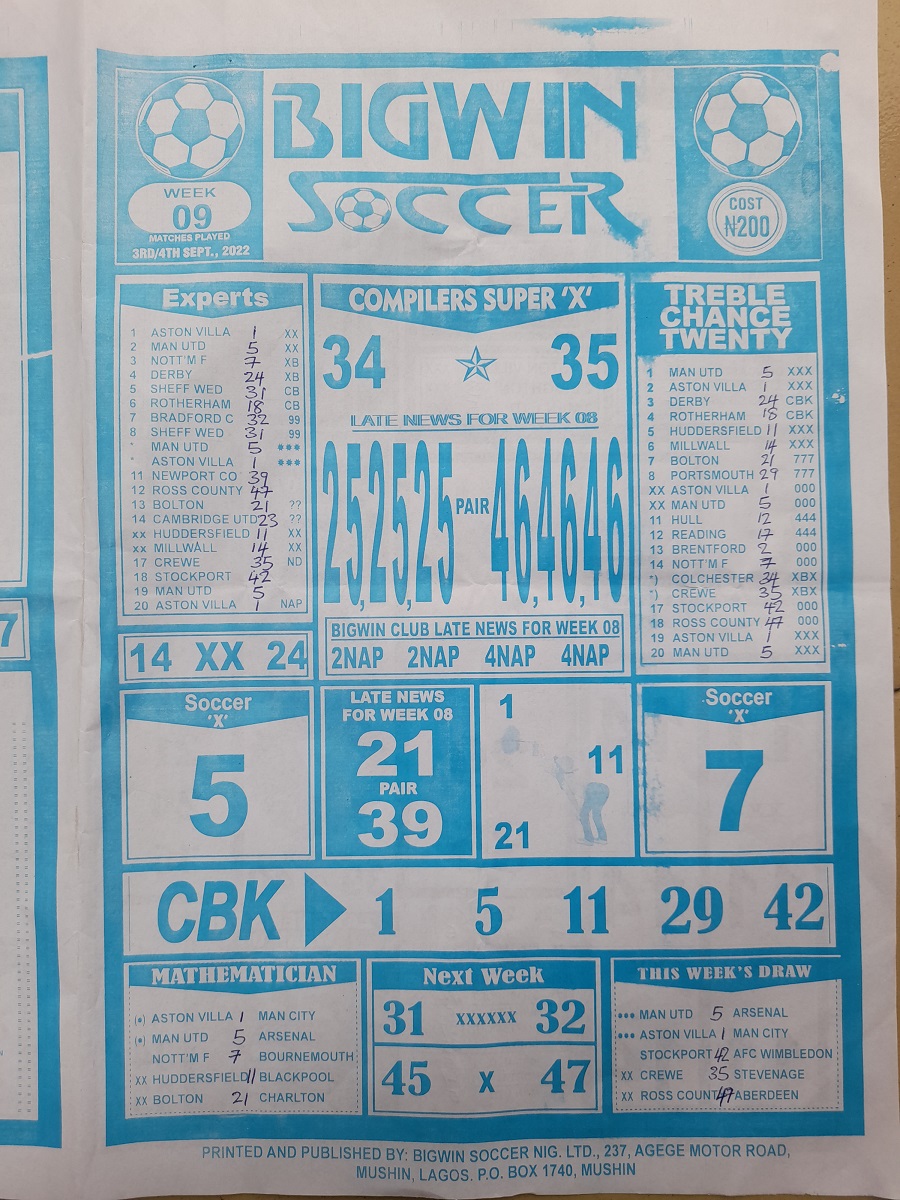 BIGWIN
SOCCER
WEEK
09
MATCHES PLAYED
3RD/4TH SEPT., 2022
COST
₦200
Experts
1 ASTON VILLA 1 XX
2 MAN UTD 5 XX
3 NOTT'M F 7 XB
4 DERBY 24 XB
5 SHEFF WED 31 CB
6 ROTHERHAM 18 CB
7 BRADFORD C 32 99
8 SHEFF WED 31 99
* MAN UTD 5 ***
* ASTON VILLA 1 ***
11 NEWPORT CO 39
12 ROSS COUNTY 47
13 BOLTON 21 ??
14 CAMBRIDGE UTD 23 ??
xx HUDDERSFIELD 11 XX
xx MILLWALL 14 XX
17 CREWE 35 ND
18 STOCKPORT 42
19 MAN UTD 5
20 ASTON VILLA 1 NAP
14 XX 24
COMPILERS SUPER 'X'
34 35
LATE NEWS FOR WEEK 08
25,25,25 PAIR 46,46,46
BIGWIN CLUB LATE NEWS FOR WEEK 08
2NAP 2NAP 4NAP 4NAP
TREBLE
CHANCE
TWENTY
1 MAN UTD 5 XXX
2 ASTON VILLA 1 XXX
3 DERBY 24 CBK
4 ROTHERHAM 18 CBK
5 HUDDERSFIELD 11 XXX
6 MILLWALL 14 XXX
7 BOLTON 21 777
8 PORTSMOUTH 29 777
XX ASTON VILLA 1 000
XX MAN UTD 5 000
11 HULL 12 444
12 READING 17 444
13 BRENTFORD 2 000
14 NOTT'M F 7 000
*) COLCHESTER 34 XBX
*) CREWE 35 XBX
17 STOCKPORT 42 000
18 ROSS COUNTY 47 000
19 ASTON VILLA 1 XXX
20 MAN UTD 5 XXX
Soccer
'X'
5
LATE NEWS
FOR WEEK 08
21
PAIR
39
1
11
21
Soccer
'X'
7
CBK 1 5 11 29 42
MATHEMATICIAN
(*) ASTON VILLA 1 MAN CITY
(*) MAN UTD 5 ARSENAL
NOTT'M F 7 BOURNEMOUTH
XX HUDDERSFIELD 11 BLACKPOOL
XX BOLTON 21 CHARLTON
Next Week
31 XXXXXX 32
45 X 47
THIS WEEK'S DRAW
*** MAN UTD 5 ARSENAL
*** ASTON VILLA 1 MAN CITY
STOCKPORT 42 AFC WIMBLEDON
XX CREWE 35 STEVENAGE
XX ROSS COUNT 47 ABERDEEN
PRINTED AND PUBLISHED BY: BIGWIN SOCCER NIG. LTD., 237, AGEGE MOTOR ROAD,
MUSHIN, LAGOS. P.O. BOX 1740, MUSHIN
7